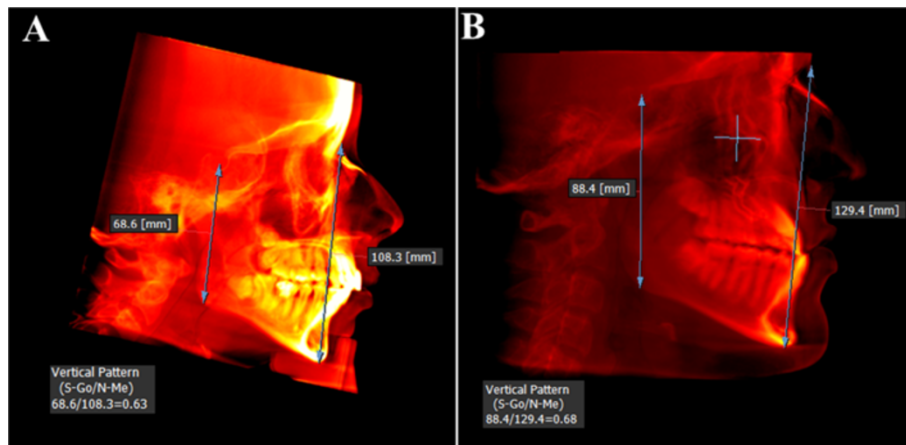 A
B
68.6 [mm]
108.3 [mm]
Vertical Pattern
(S-Go/N-Me)
68.6/108.3=0.63
88.4 [mm]
129.4 [mm]
Vertical Pattern
(S-Go/N-Me)
88.4/129.4=0.68